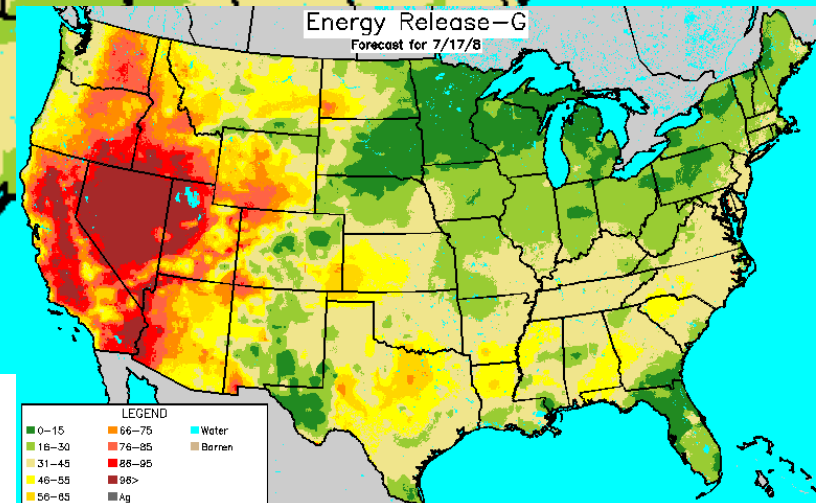 Energy Release-G
Forecast for 7/17/8
LEGEND
0-15 66-75 Water
16-30 76-85 Barren
31-45 86-95
46-55 96>
56-65 Ag